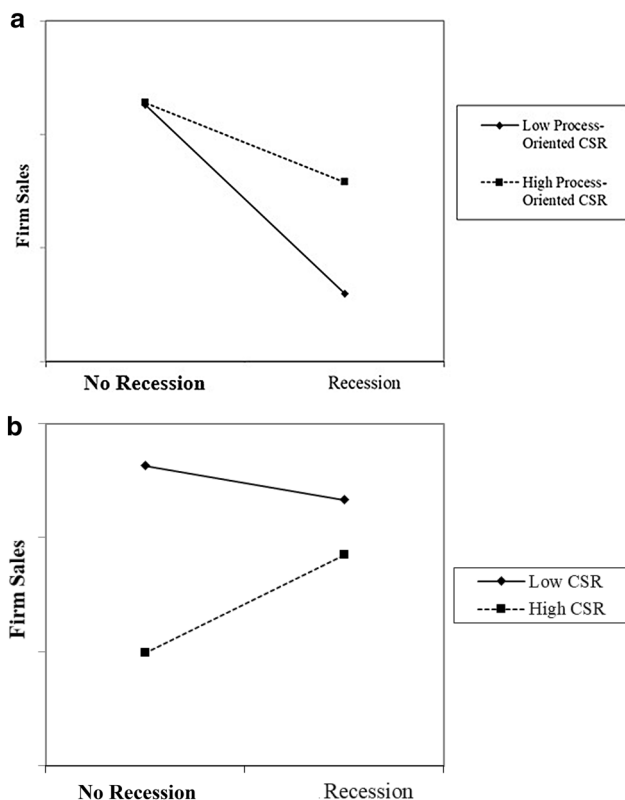 a
Firm Sales
Low Process-
Oriented CSR
High Process-
Oriented CSR
No Recession
Recession
b
Firm Sales
Low CSR
High CSR
No Recession
.Recession